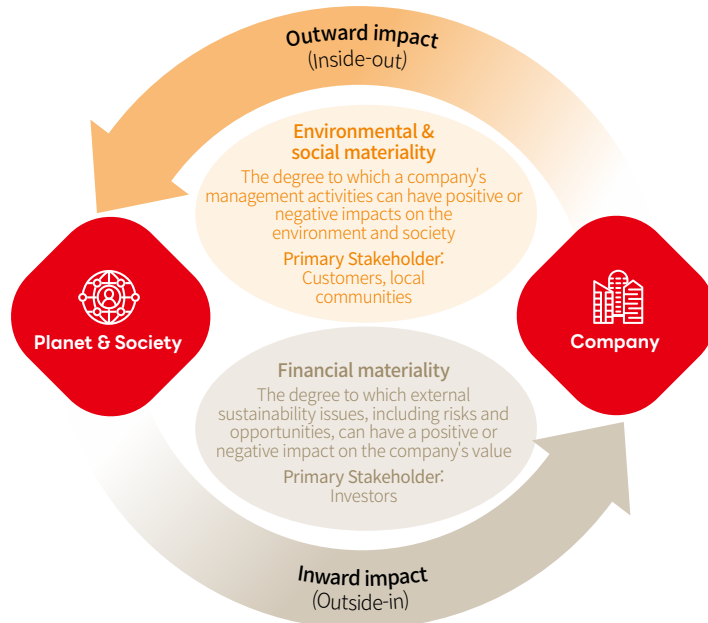 Outward impact
(Inside-out)
Environmental &
social materiality
The degree to which a company's
management activities can have positive or
negative impacts on the
environment and society
Primary Stakeholder:
Customers, local
communities
Planet & Society
Company
Financial materiality
The degree to which external
sustainability issues, including risks and
opportunities, can have a positive or
negative impact on the company's value
Primary Stakeholder:
Investors
Inward impact
(Outside-in)